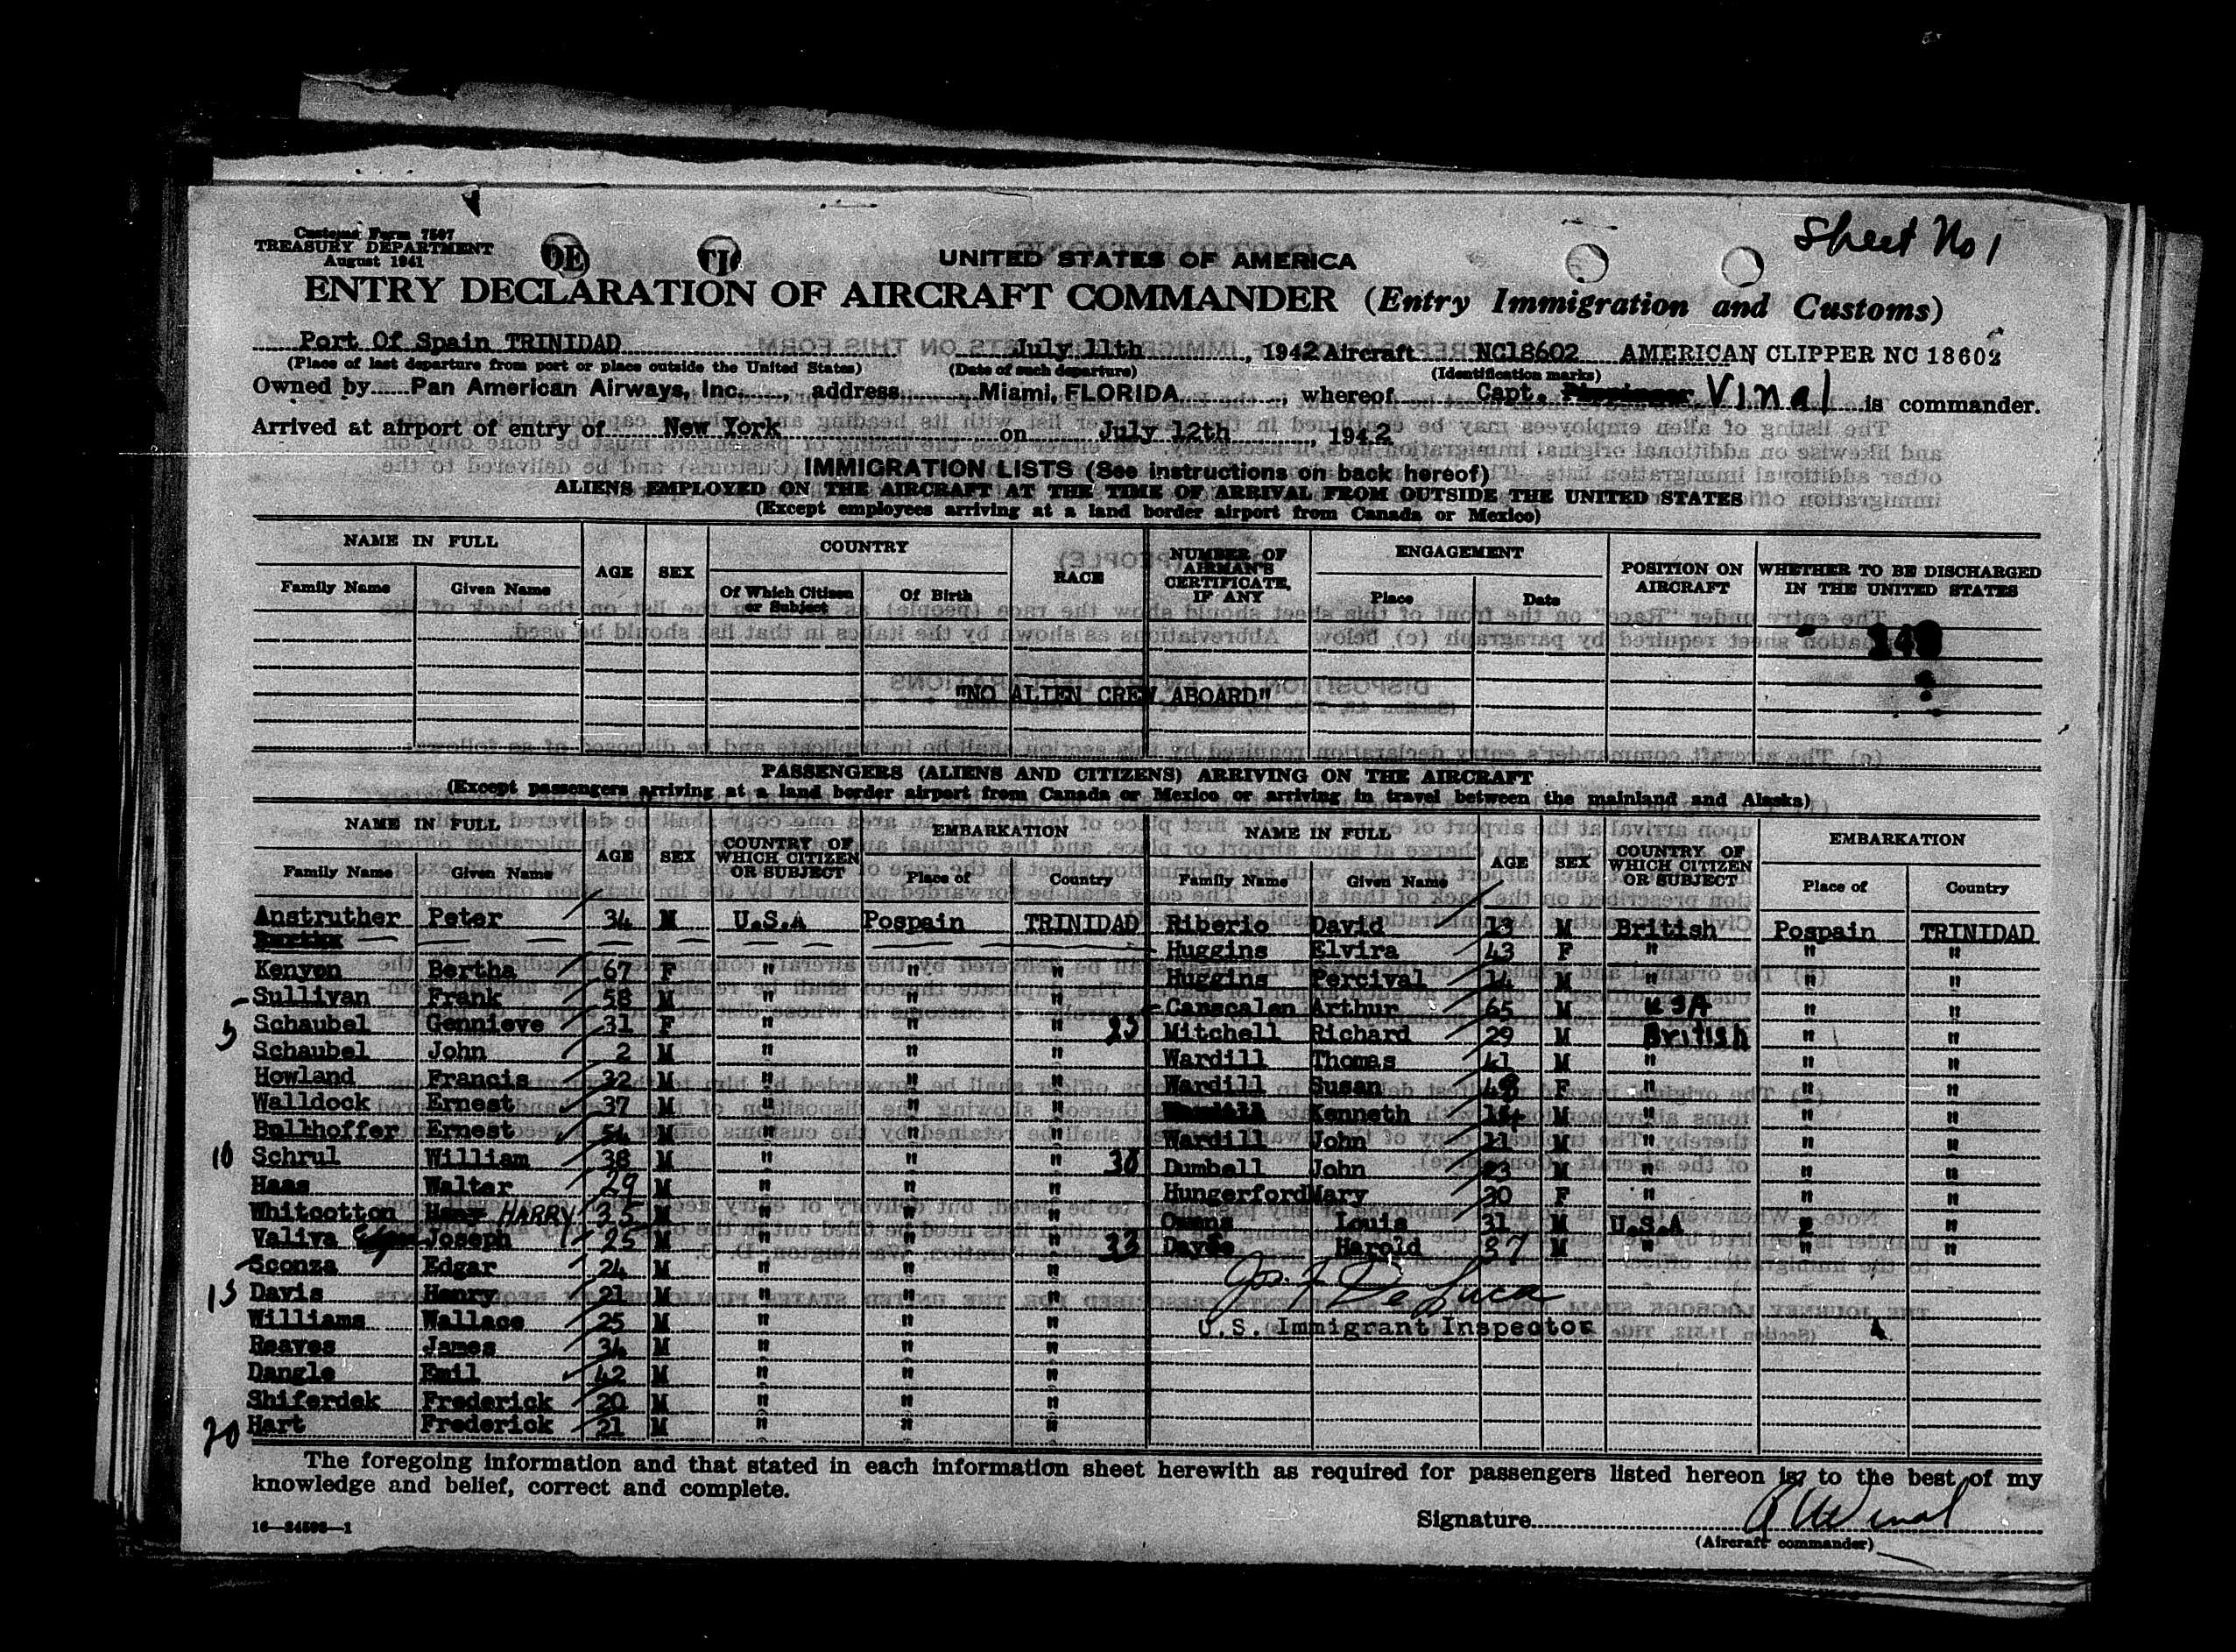 Sheet No 1
Customs Form 7507
TREASURY DEPARTMENT
August 1941
UNITED STATES OF AMERICA
ENTRY DECLARATION OF AIRCRAFT COMMANDER (Entry Immigration and Customs)
Port Of Spain TRINIDAD July 11th, 1942 Aircraft NC18602 AMERICAN CLIPPER NC 18602
(Place of last departure from port or place outside the United States) (Date of such departure) (Identification marks)
Owned by Pan American Airways, Inc., address Miami, FLORIDA, whereof Capt. Vinal is commander.
Arrived at airport of entry of New York on July 12th, 1942
IMMIGRATION LISTS (See instructions on back hereof)
ALIENS EMPLOYED ON THE AIRCRAFT AT THE TIME OF ARRIVAL FROM OUTSIDE THE UNITED STATES
(Except employees arriving at a land border airport from Canada or Mexico)
NAME IN FULL AGE SEX COUNTRY RACE NUMBER OF AIRMAN'S CERTIFICATE, IF ANY ENGAGEMENT POSITION ON AIRCRAFT WHETHER TO BE DISCHARGED IN THE UNITED STATES
Family Name Given Name Of Which Citizen or Subject Of Birth Place Date
"NO ALIEN CREW ABOARD"
PASSENGERS (ALIENS AND CITIZENS) ARRIVING ON THE AIRCRAFT
(Except passengers arriving at a land border airport from Canada or Mexico or arriving in travel between the mainland and Alaska)
NAME IN FULL AGE SEX COUNTRY OF WHICH CITIZEN OR SUBJECT EMBARKATION NAME IN FULL AGE SEX COUNTRY OF WHICH CITIZEN OR SUBJECT EMBARKATION
Family Name Given Name Place of Country Family Name Given Name Place of Country
Anstruther Peter 34 M U.S.A Pospain TRINIDAD Riberio David 13 M British Pospain TRINIDAD
Huggins Elvira 43 F " " "
Kenyon Bertha 67 F " " " Huggins Percival 14 M " " "
Sullivan Frank 58 M " " " Canscalen Arthur 65 M USA " "
5 Schaubel Gennieve 31 F " " " 25 Mitchell Richard 29 M British " "
Schaubel John 2 M " " " Wardill Thomas 41 M " " "
Howland Francis 32 M " " " Wardill Susan F " " "
Walldock Ernest 37 M " " " Kenneth M " " "
Bullhoffer Ernest 54 M " " " Wardill John 11 M " " "
10 Schrul William 38 M " " " 30 Dumbell John 23 M " " "
Haas Walter 29 M " " " Hungerford Mary 20 F " " "
Whitcotton HARRY 35 M " " " Owens Louis 31 M U.S.A " "
Valiva Joseph 25 M " " " 33 Harold 37 M " " "
Sconza Edgar 24 M " " "
15 Davis Henry 21 M " " "
Jos. F De Luca
Williams Wallace 25 M " " " U.S. Immigrant Inspector
Reaves James 34 M " " "
Dangle Emil 42 M " " "
Shiferdek Frederick 20 M " " "
20 Hart Frederick 21 M " " "
The foregoing information and that stated in each information sheet herewith as required for passengers listed hereon is, to the best of my
knowledge and belief, correct and complete.
Signature
16—24598—1
(Aircraft commander)